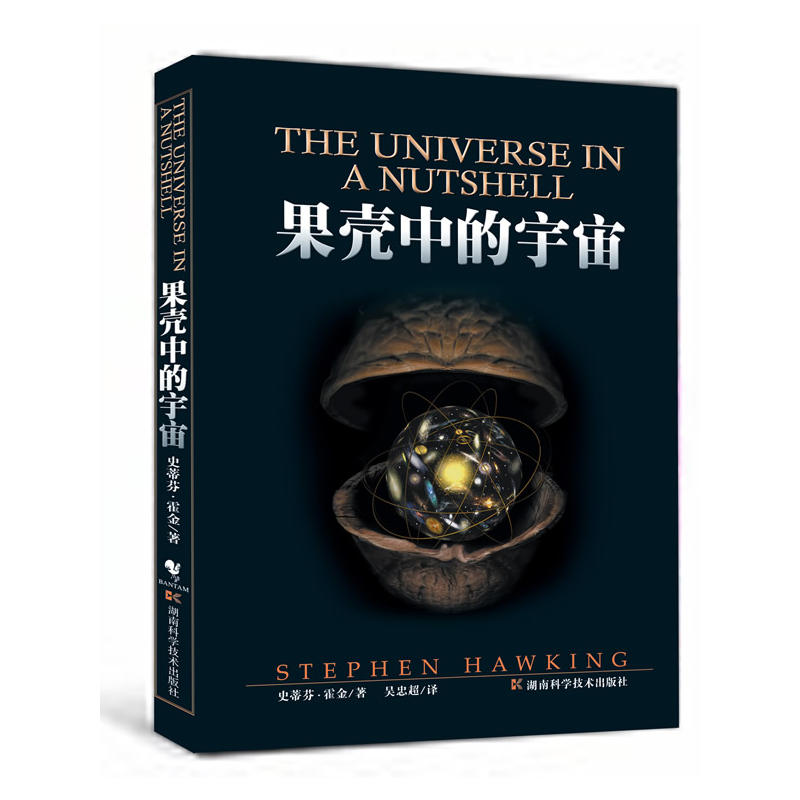 THE UNIVERSE IN
A NUTSHELL
果壳中的宇宙
史蒂芬·霍金/著
BANTAM
湖南科学技术出版社
THE UNIVERSE IN
A NUTSHELL
果壳中的宇宙
STEPHEN HAWKING
史蒂芬·霍金/著 吴忠超/译 湖南科学技术出版社